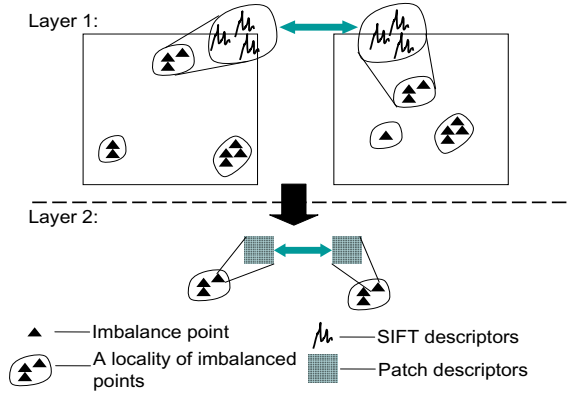 Layer 1:
Layer 2:
Imbalance point
SIFT descriptors
A locality of imbalanced
points
Patch descriptors